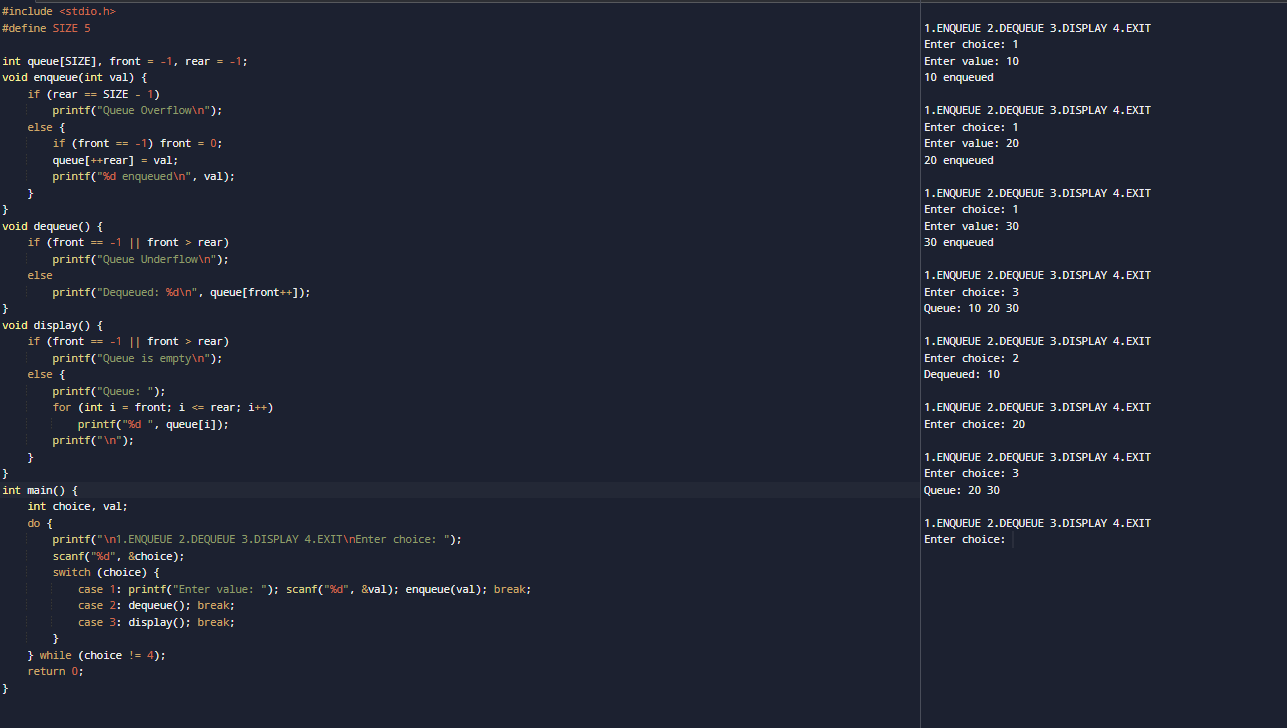 #include <stdio.h>
#define SIZE 5
int queue[SIZE], front = -1, rear = -1;
void enqueue(int val) {
    if (rear == SIZE - 1)
        printf("Queue Overflow\n");
    else {
        if (front == -1) front = 0;
        queue[++rear] = val;
        printf("%d enqueued\n", val);
    }
}
void dequeue() {
    if (front == -1 || front > rear)
        printf("Queue Underflow\n");
    else
        printf("Dequeued: %d\n", queue[front++]);
}
void display() {
    if (front == -1 || front > rear)
        printf("Queue is empty\n");
    else {
        printf("Queue: ");
        for (int i = front; i <= rear; i++)
            printf("%d ", queue[i]);
        printf("\n");
    }
}
int main() {
    int choice, val;
    do {
        printf("\n1.ENQUEUE 2.DEQUEUE 3.DISPLAY 4.EXIT\nEnter choice: ");
        scanf("%d", &choice);
        switch (choice) {
            case 1: printf("Enter value: "); scanf("%d", &val); enqueue(val); break;
            case 2: dequeue(); break;
            case 3: display(); break;
        }
    } while (choice != 4);
    return 0;
}
1.ENQUEUE 2.DEQUEUE 3.DISPLAY 4.EXIT
Enter choice: 1
Enter value: 10
10 enqueued
1.ENQUEUE 2.DEQUEUE 3.DISPLAY 4.EXIT
Enter choice: 1
Enter value: 20
20 enqueued
1.ENQUEUE 2.DEQUEUE 3.DISPLAY 4.EXIT
Enter choice: 1
Enter value: 30
30 enqueued
1.ENQUEUE 2.DEQUEUE 3.DISPLAY 4.EXIT
Enter choice: 3
Queue: 10 20 30
1.ENQUEUE 2.DEQUEUE 3.DISPLAY 4.EXIT
Enter choice: 2
Dequeued: 10
1.ENQUEUE 2.DEQUEUE 3.DISPLAY 4.EXIT
Enter choice: 20
1.ENQUEUE 2.DEQUEUE 3.DISPLAY 4.EXIT
Enter choice: 3
Queue: 20 30
1.ENQUEUE 2.DEQUEUE 3.DISPLAY 4.EXIT
Enter choice: